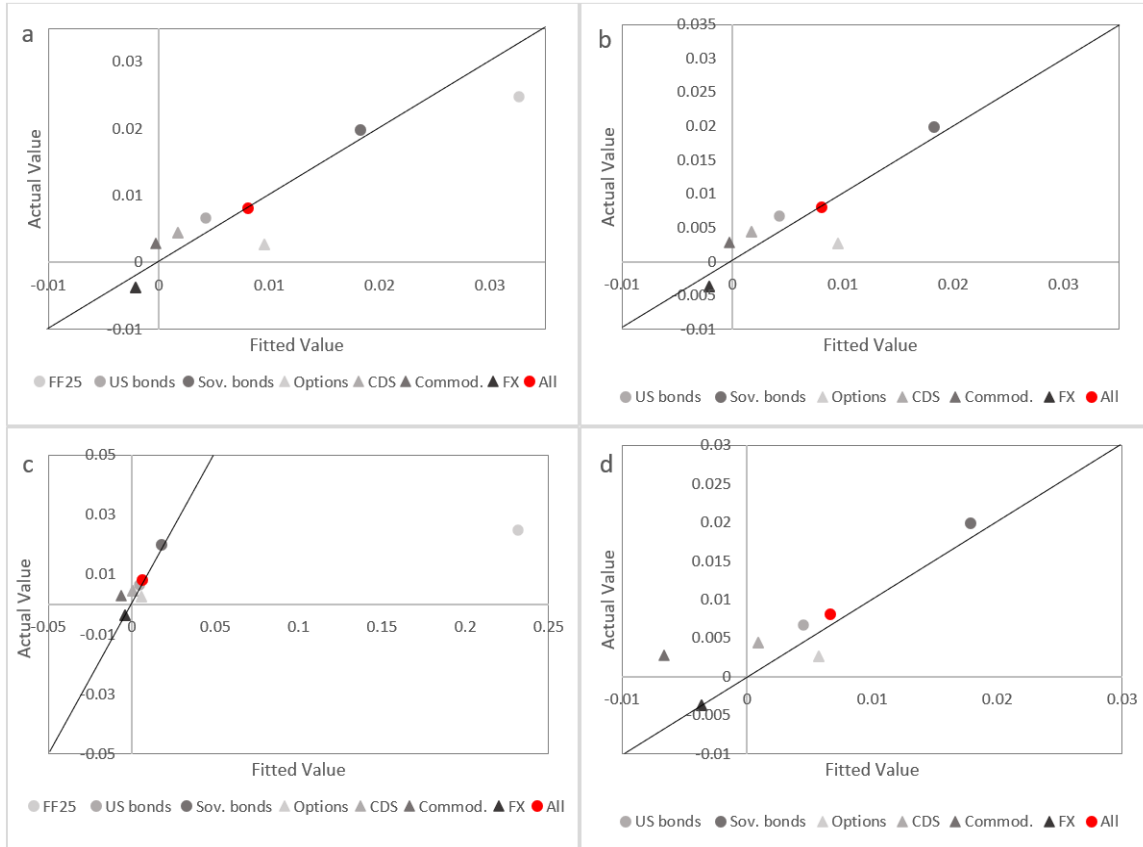 a
0.03
0.02
0.01
0
-0.01
-0.01 0 0.01 0.02 0.03
Actual Value
Fitted Value
FF25 US bonds Sov. bonds Options CDS Commod. FX All
b
0.035
0.03
0.025
0.02
0.015
0.01
0.005
0
-0.005
-0.01
-0.01 0 0.01 0.02 0.03
Actual Value
Fitted Value
US bonds Sov. bonds Options CDS Commod. FX All
c
0.05
0.03
0.01
-0.01
-0.03
-0.05
-0.05 0 0.05 0.1 0.15 0.2 0.25
Actual Value
Fitted Value
FF25 US bonds Sov. bonds Options CDS Commod. FX All
d
0.03
0.025
0.02
0.015
0.01
0.005
0
-0.005
-0.01
-0.01 0 0.01 0.02 0.03
Actual Value
Fitted Value
US bonds Sov. bonds Options CDS Commod. FX All